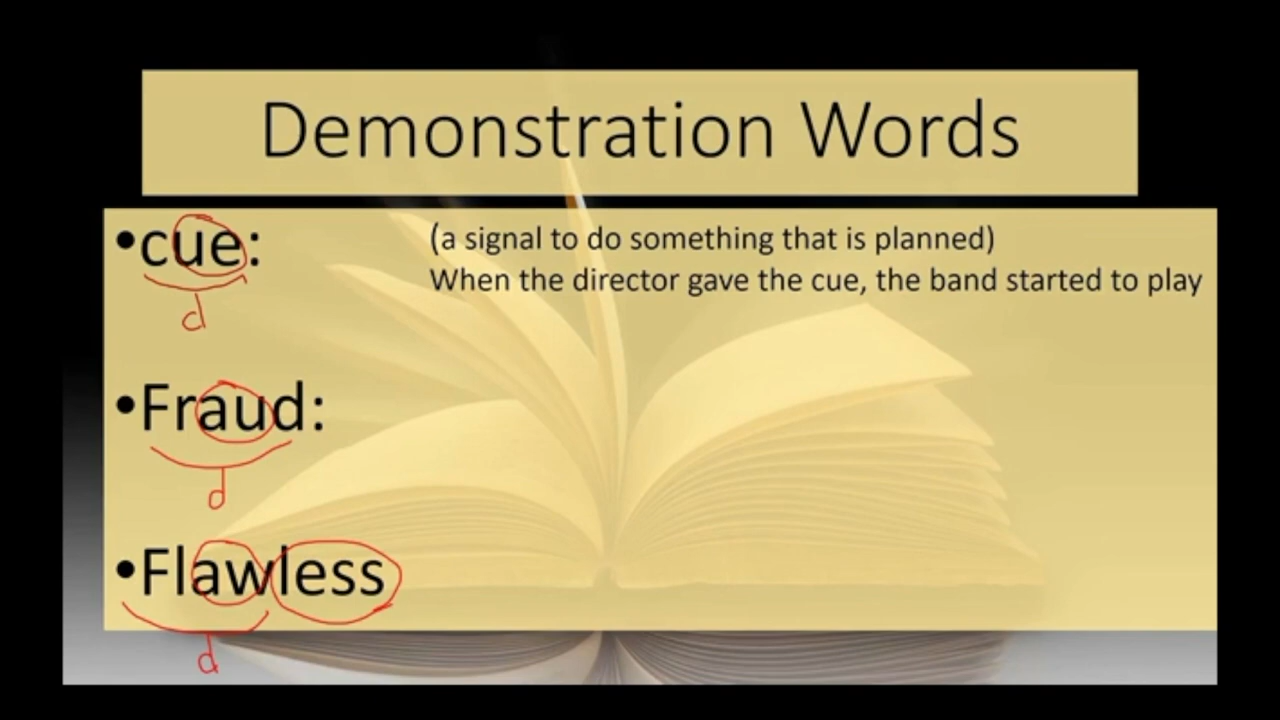 Demonstration Words
•cue:
(a signal to do something that is planned)
When the director gave the cue, the band started to play
d
•Fraud:
d
•Flawless
d